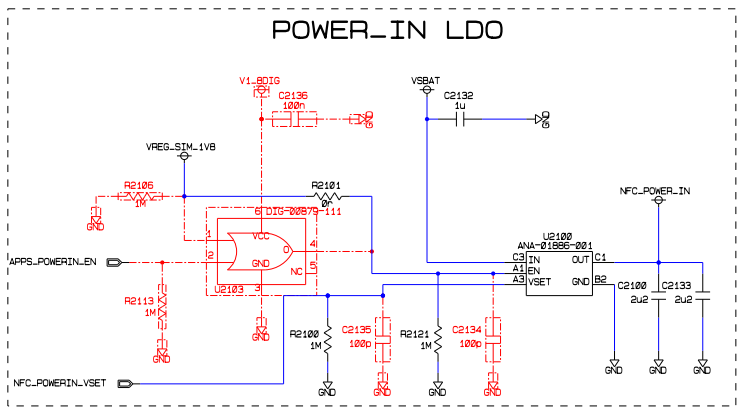 POWER_IN LDO
V1_8DIG
C2136
100n
GND
VSBAT
C2132
1u
GND
VREG_SIM_1V8
R2106
1M
GND
R2101
0r
NFC_POWER_IN
6 DIG-00879-111
1
VCC
O
4
2
GND
NC
5
3
U2103
APPS_POWERIN_EN
U2100
ANA-01886-001
C3 IN OUT C1
A1 EN
A3 VSET GND B2
C2100
2u2
C2133
2u2
R2113
1M
GND
GND
R2100
1M
C2135
100p
R2121
1M
C2134
100p
GND
GND
GND
NFC_POWERIN_VSET
GND
GND
GND
GND